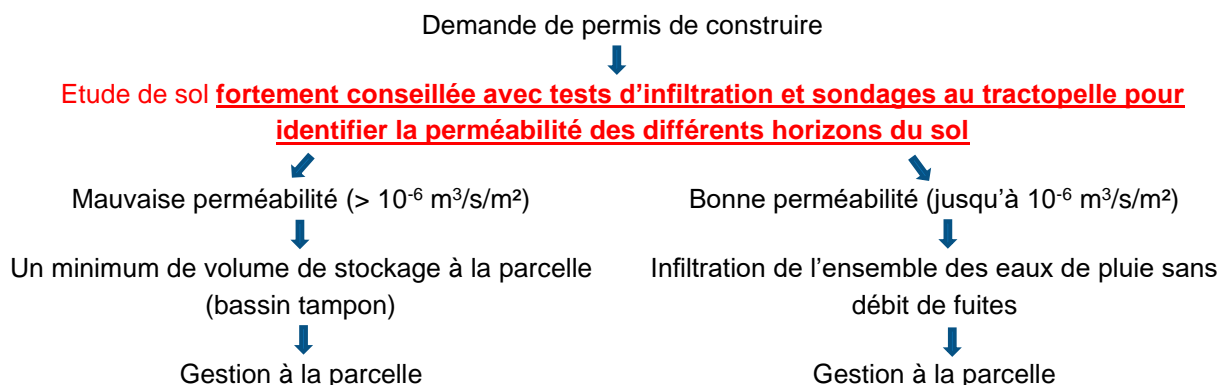 Demande de permis de construire
Etude de sol fortement conseillée avec tests d'infiltration et sondages au tractopelle pour
identifier la perméabilité des différents horizons du sol
Mauvaise perméabilité (> 10⁻⁶ m³/s/m²)
Un minimum de volume de stockage à la parcelle
(bassin tampon)
Gestion à la parcelle
Bonne perméabilité (jusqu'à 10⁻⁶ m³/s/m²)
Infiltration de l'ensemble des eaux de pluie sans
débit de fuites
Gestion à la parcelle